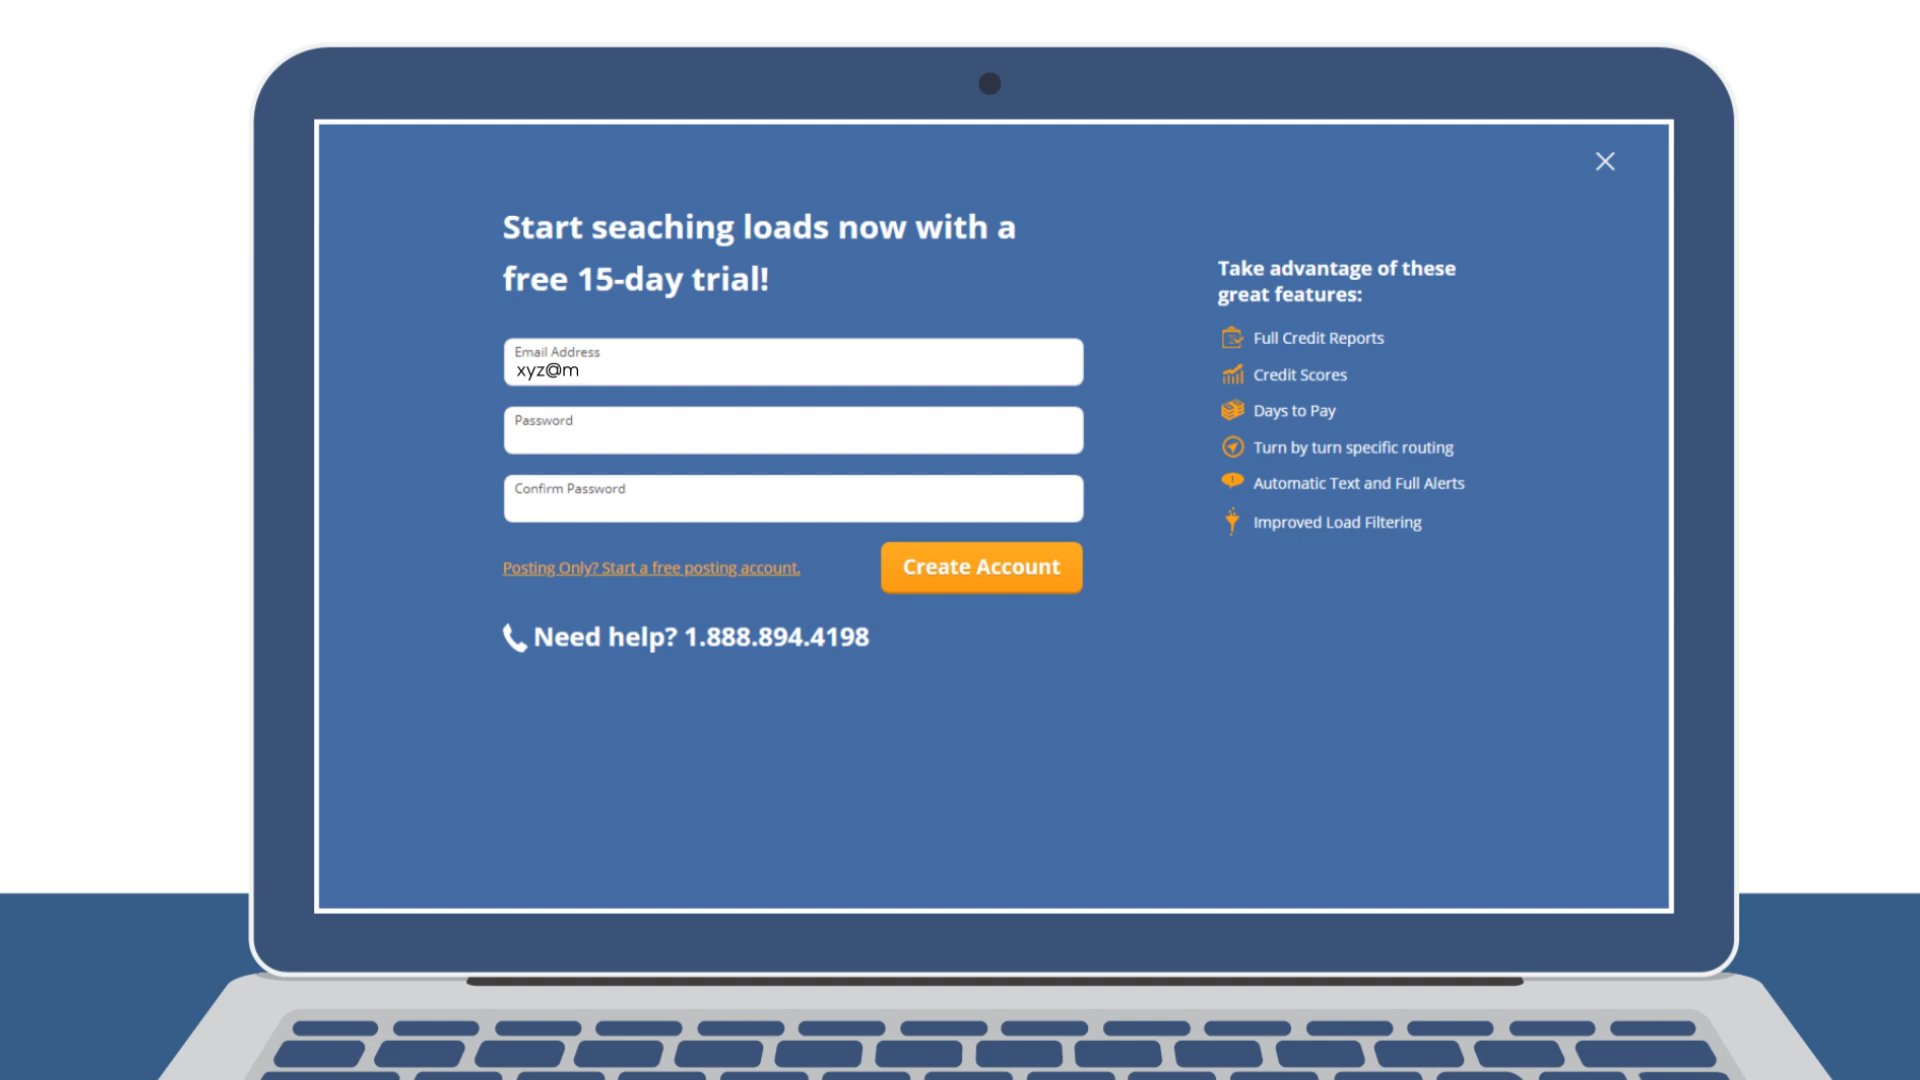 Start seaching loads now with a
free 15-day trial!
Email Address
xyz@m
Password
Confirm Password
Posting Only? Start a free posting account.
Create Account
Need help? 1.888.894.4198
Take advantage of these
great features:
Full Credit Reports
Credit Scores
Days to Pay
Turn by turn specific routing
Automatic Text and Full Alerts
Improved Load Filtering